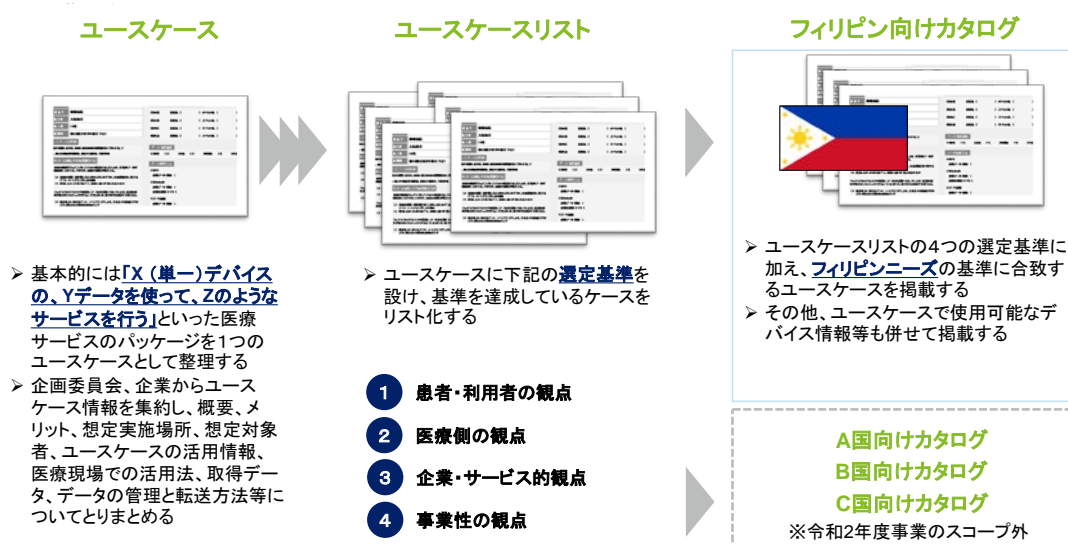 ユースケース
ユースケースリスト
フィリピン向けカタログ
➢ 基本的には「X (単一)デバイス
の、Yデータを使って、Zのような
サービスを行う」といった医療
サービスのパッケージを1つの
ユースケースとして整理する
➢ 企画委員会、企業からユース
ケース情報を集約し、概要、メ
リット、想定実施場所、想定対象
者、ユースケースの活用情報、
医療現場での活用法、取得デー
タ、データの管理と転送方法等に
ついてとりまとめる
➢ ユースケースに下記の選定基準を
設け、基準を達成しているケースを
リスト化する
1 患者・利用者の観点
2 医療側の観点
3 企業・サービス的観点
4 事業性の観点
➢ ユースケースリストの4つの選定基準に
加え、フィリピンニーズの基準に合致す
るユースケースを掲載する
➢ その他、ユースケースで使用可能なデ
バイス情報等も併せて掲載する
A国向けカタログ
B国向けカタログ
C国向けカタログ
※令和2年度事業のスコープ外